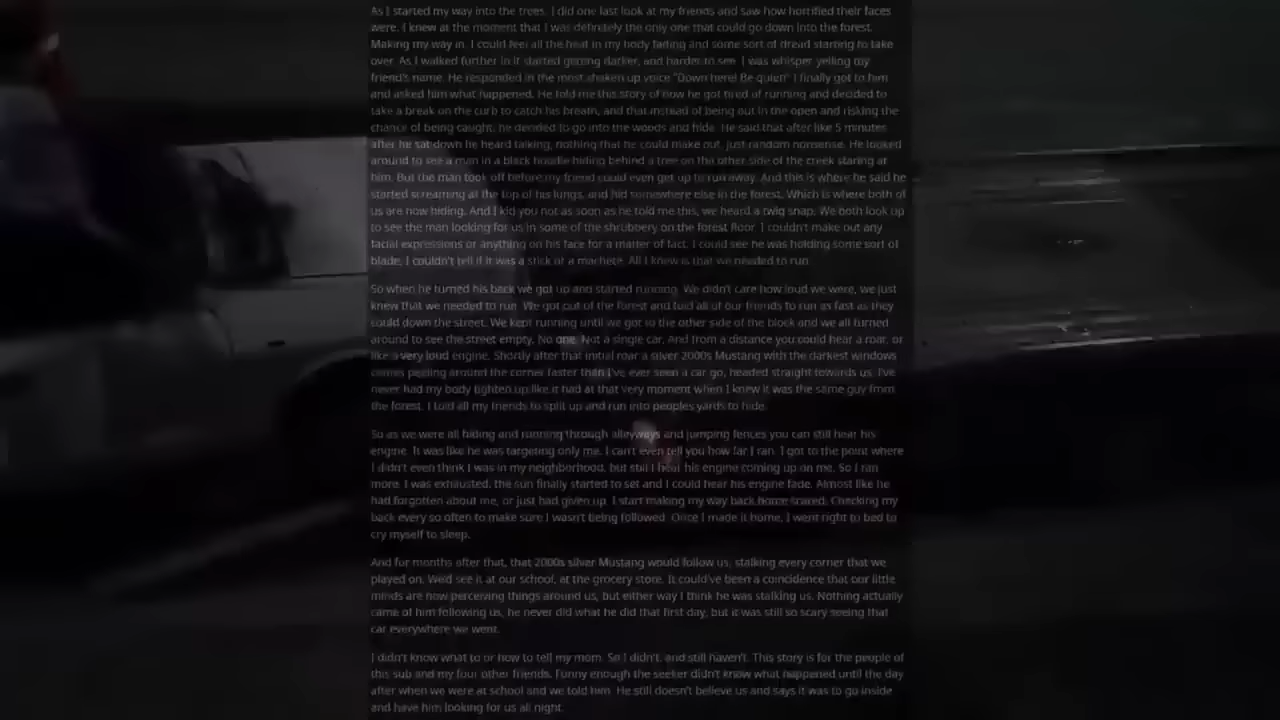 As I started my way into the trees, I did one last look at my friends and saw how horrified their faces
were. I knew at the moment that I was definitely the only one that could go down into the forest.
Making my way in, I could feel all the heat in my body fading and some sort of dread starting to take
over. As I walked further in it started getting darker, and harder to see. I was whisper yelling my
friend's name. He responded in the most shaken up voice "Down here! Be quiet" I finally got to him
and asked him what happened. He told me this story of how he got tired of running and decided to
take a break on the curb to catch his breath, and that instead of being out in the open and risking the
chance of being caught, he decided to go into the woods and hide. He said that after like 5 minutes
after he sat down he heard talking, nothing that he could make out, just random nonsense. He looked
around to see a man in a black hoodie hiding behind a tree on the other side of the creek staring at
him. But the man took off before my friend could even get up to run away. And this is where he said he
started screaming at the top of his lungs, and hid somewhere else in the forest. Which is where both of
us are now hiding. And I kid you not as soon as he told me this, we heard a twig snap. We both look up
to see the man looking for us in some of the shrubbery on the forest floor. I couldn't make out any
facial expressions or anything on his face for a matter of fact. I could see he was holding some sort of
blade, I couldn't tell if it was a stick or a machete. All I knew is that we needed to run.
So when he turned his back we got up and started running. We didn't care how loud we were, we just
knew that we needed to run. We got out of the forest and told all of our friends to run as fast as they
could down the street. We kept running until we got to the other side of the block and we all turned
around to see the street empty. No one. Not a single car. And from a distance you could hear a roar, or
like a very loud engine. Shortly after that initial roar a silver 2000s Mustang with the darkest windows
comes peeling around the corner faster than I've ever seen a car go, headed straight towards us. I've
never had my body tighten up like it had at that very moment when I knew it was the same guy from
the forest. I told all my friends to split up and run into peoples yards to hide.
So as we were all hiding and running through alleyways and jumping fences you can still hear his
engine. It was like he was targeting only me. I can't even tell you how far I ran. I got to the point where
I didn't even think I was in my neighborhood, but still I hear his engine coming up on me. So I ran
more. I was exhausted, the sun finally started to set and I could hear his engine fade. Almost like he
had forgotten about me, or just had given up. I start making my way back home scared. Checking my
back every so often to make sure I wasn't being followed. Once I made it home, I went right to bed to
cry myself to sleep.
And for months after that, that 2000s silver Mustang would follow us, stalking every corner that we
played on. We'd see it at our school, at the grocery store. It could've been a coincidence that our little
minds are now perceiving things around us, but either way I think he was stalking us. Nothing actually
came of him following us, he never did what he did that first day, but it was still so scary seeing that
car everywhere we went.
I didn't know what to or how to tell my mom. So I didn't, and still haven't. This story is for the people of
this sub and my four other friends. Funny enough the seeker didn't know what happened until the day
after when we were at school and we told him. He still doesn't believe us and says it was to go inside
and have him looking for us all night.